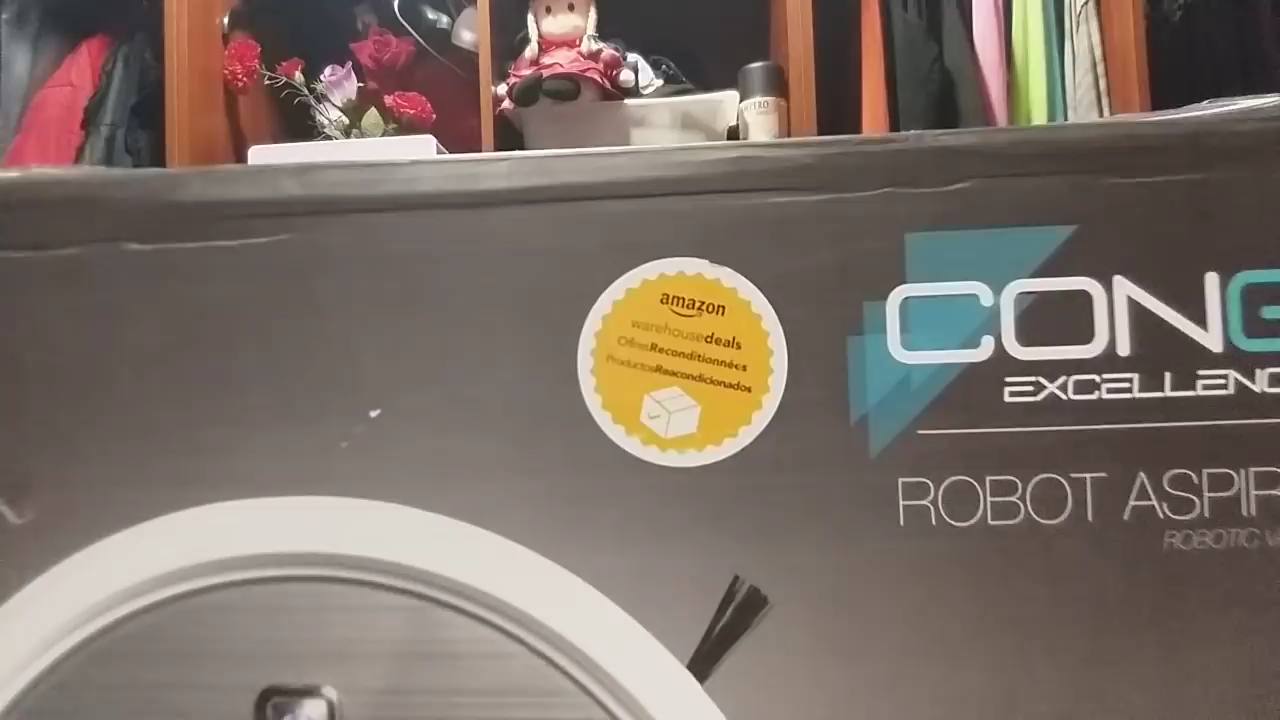 amazon
warehousedeals
OffresReconditionnées
ProductosReacondicionados
CONG
EXCELLENC
ROBOT ASPIR
ROBOTIC V